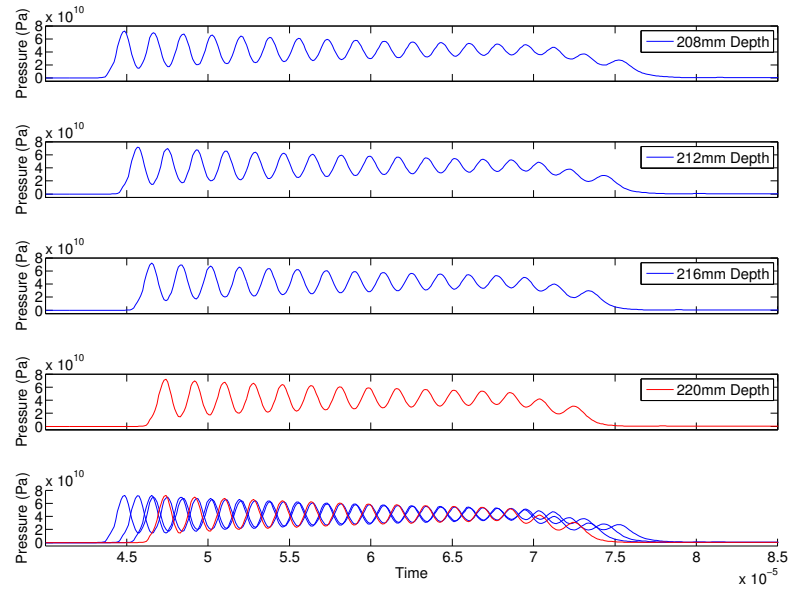 x 10^10
Pressure (Pa)
8
6
4
2
0
208mm Depth
x 10^10
Pressure (Pa)
8
6
4
2
0
212mm Depth
x 10^10
Pressure (Pa)
8
6
4
2
0
216mm Depth
x 10^10
Pressure (Pa)
8
6
4
2
0
220mm Depth
x 10^10
Pressure (Pa)
8
6
4
2
0
4.5 5 5.5 6 6.5 7 7.5 8 8.5
Time
x 10^-5